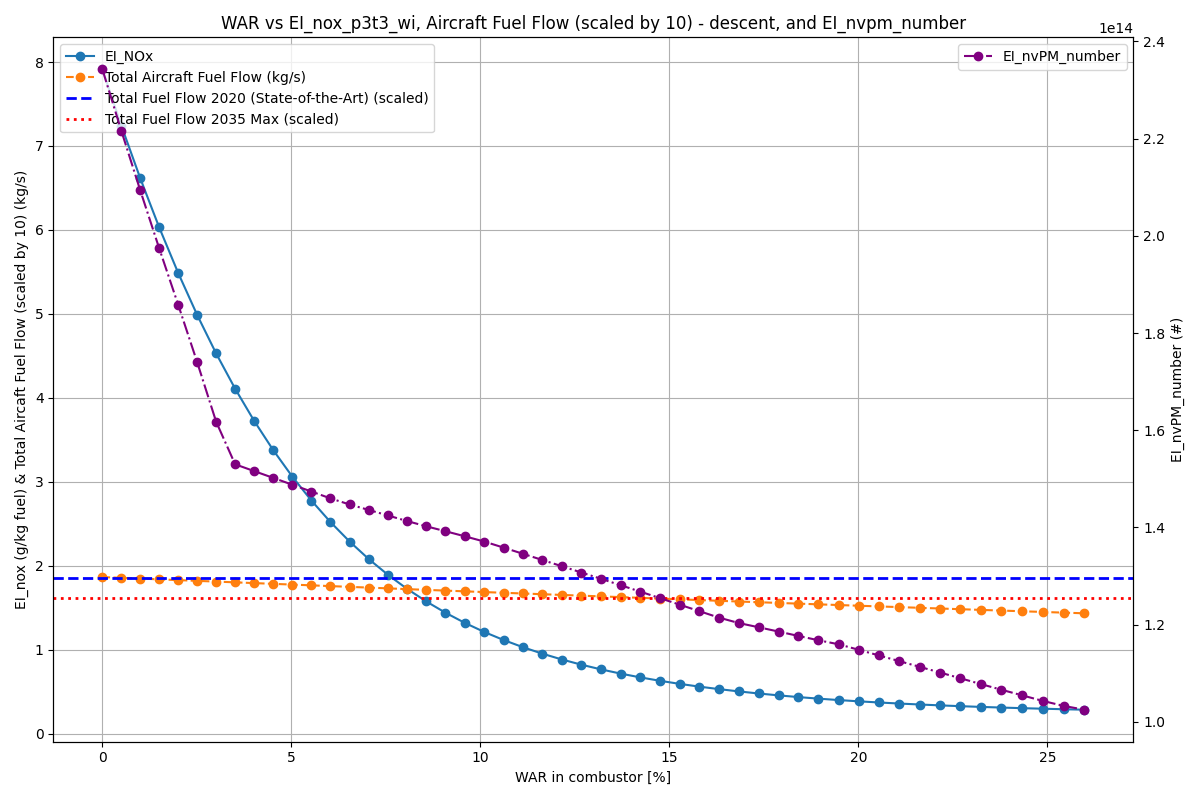 WAR vs EI_nox_p3t3_wi, Aircraft Fuel Flow (scaled by 10) - descent, and EI_nvpm_number
1e14
EI_NOx
Total Aircraft Fuel Flow (kg/s)
Total Fuel Flow 2020 (State-of-the-Art) (scaled)
Total Fuel Flow 2035 Max (scaled)
EI_nvPM_number
EI_nox (g/kg fuel) & Total Aircaft Fuel Flow (scaled by 10) (kg/s)
8
7
6
5
4
3
2
1
0
2.4
2.2
2.0
1.8
1.6
1.4
1.2
1.0
EI_nvPM_number (#)
0 5 10 15 20 25
WAR in combustor [%]